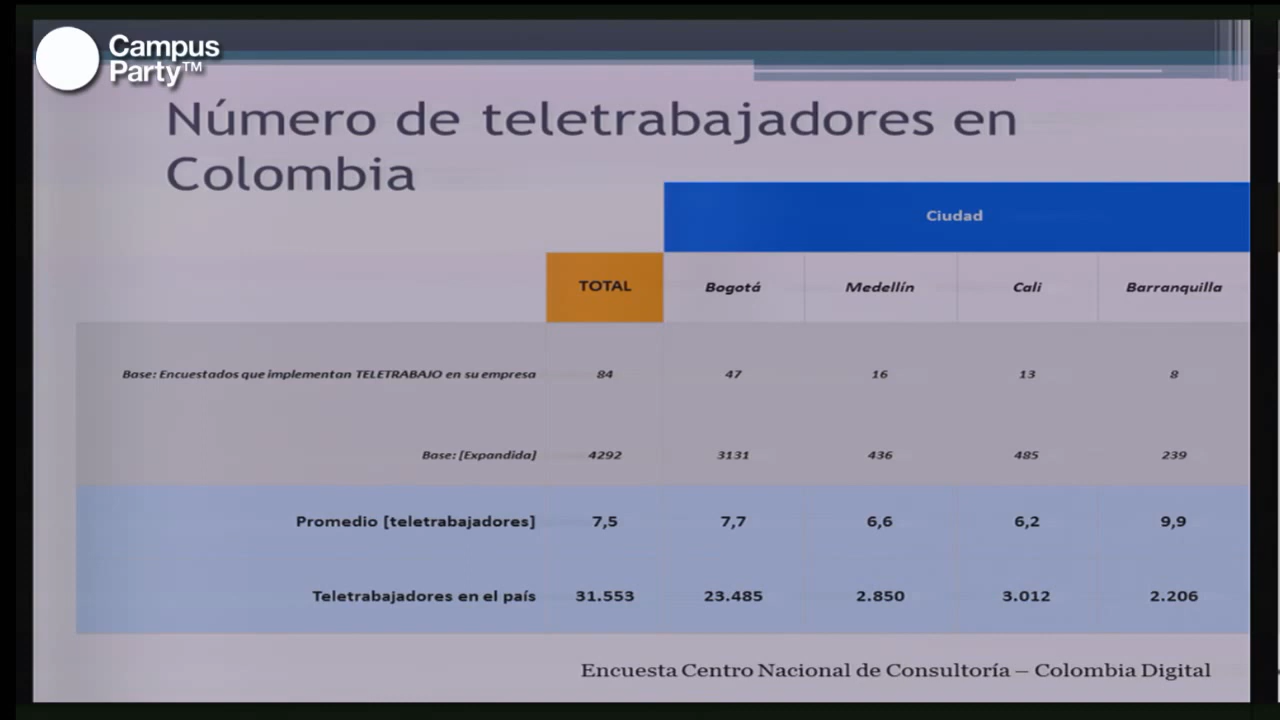 Campus
Party™
Número de teletrabajadores en
Colombia
Ciudad
TOTAL Bogotá Medellín Cali Barranquilla
Base: Encuestados que implementan TELETRABAJO en su empresa 84 47 16 13 8
Base: [Expandida] 4292 3131 436 485 239
Promedio [teletrabajadores] 7,5 7,7 6,6 6,2 9,9
Teletrabajadores en el país 31.553 23.485 2.850 3.012 2.206
Encuesta Centro Nacional de Consultoría – Colombia Digital